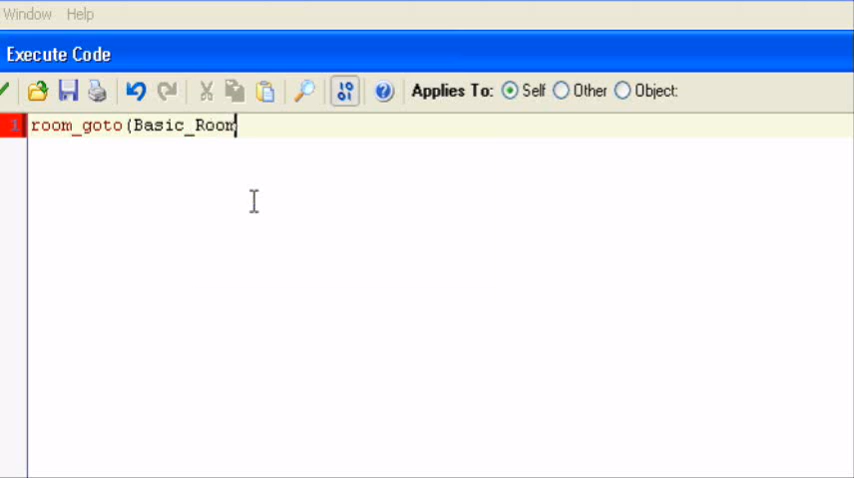 Window Help
Execute Code
Applies To: Self Other Object:
1 room_goto(Basic_Room